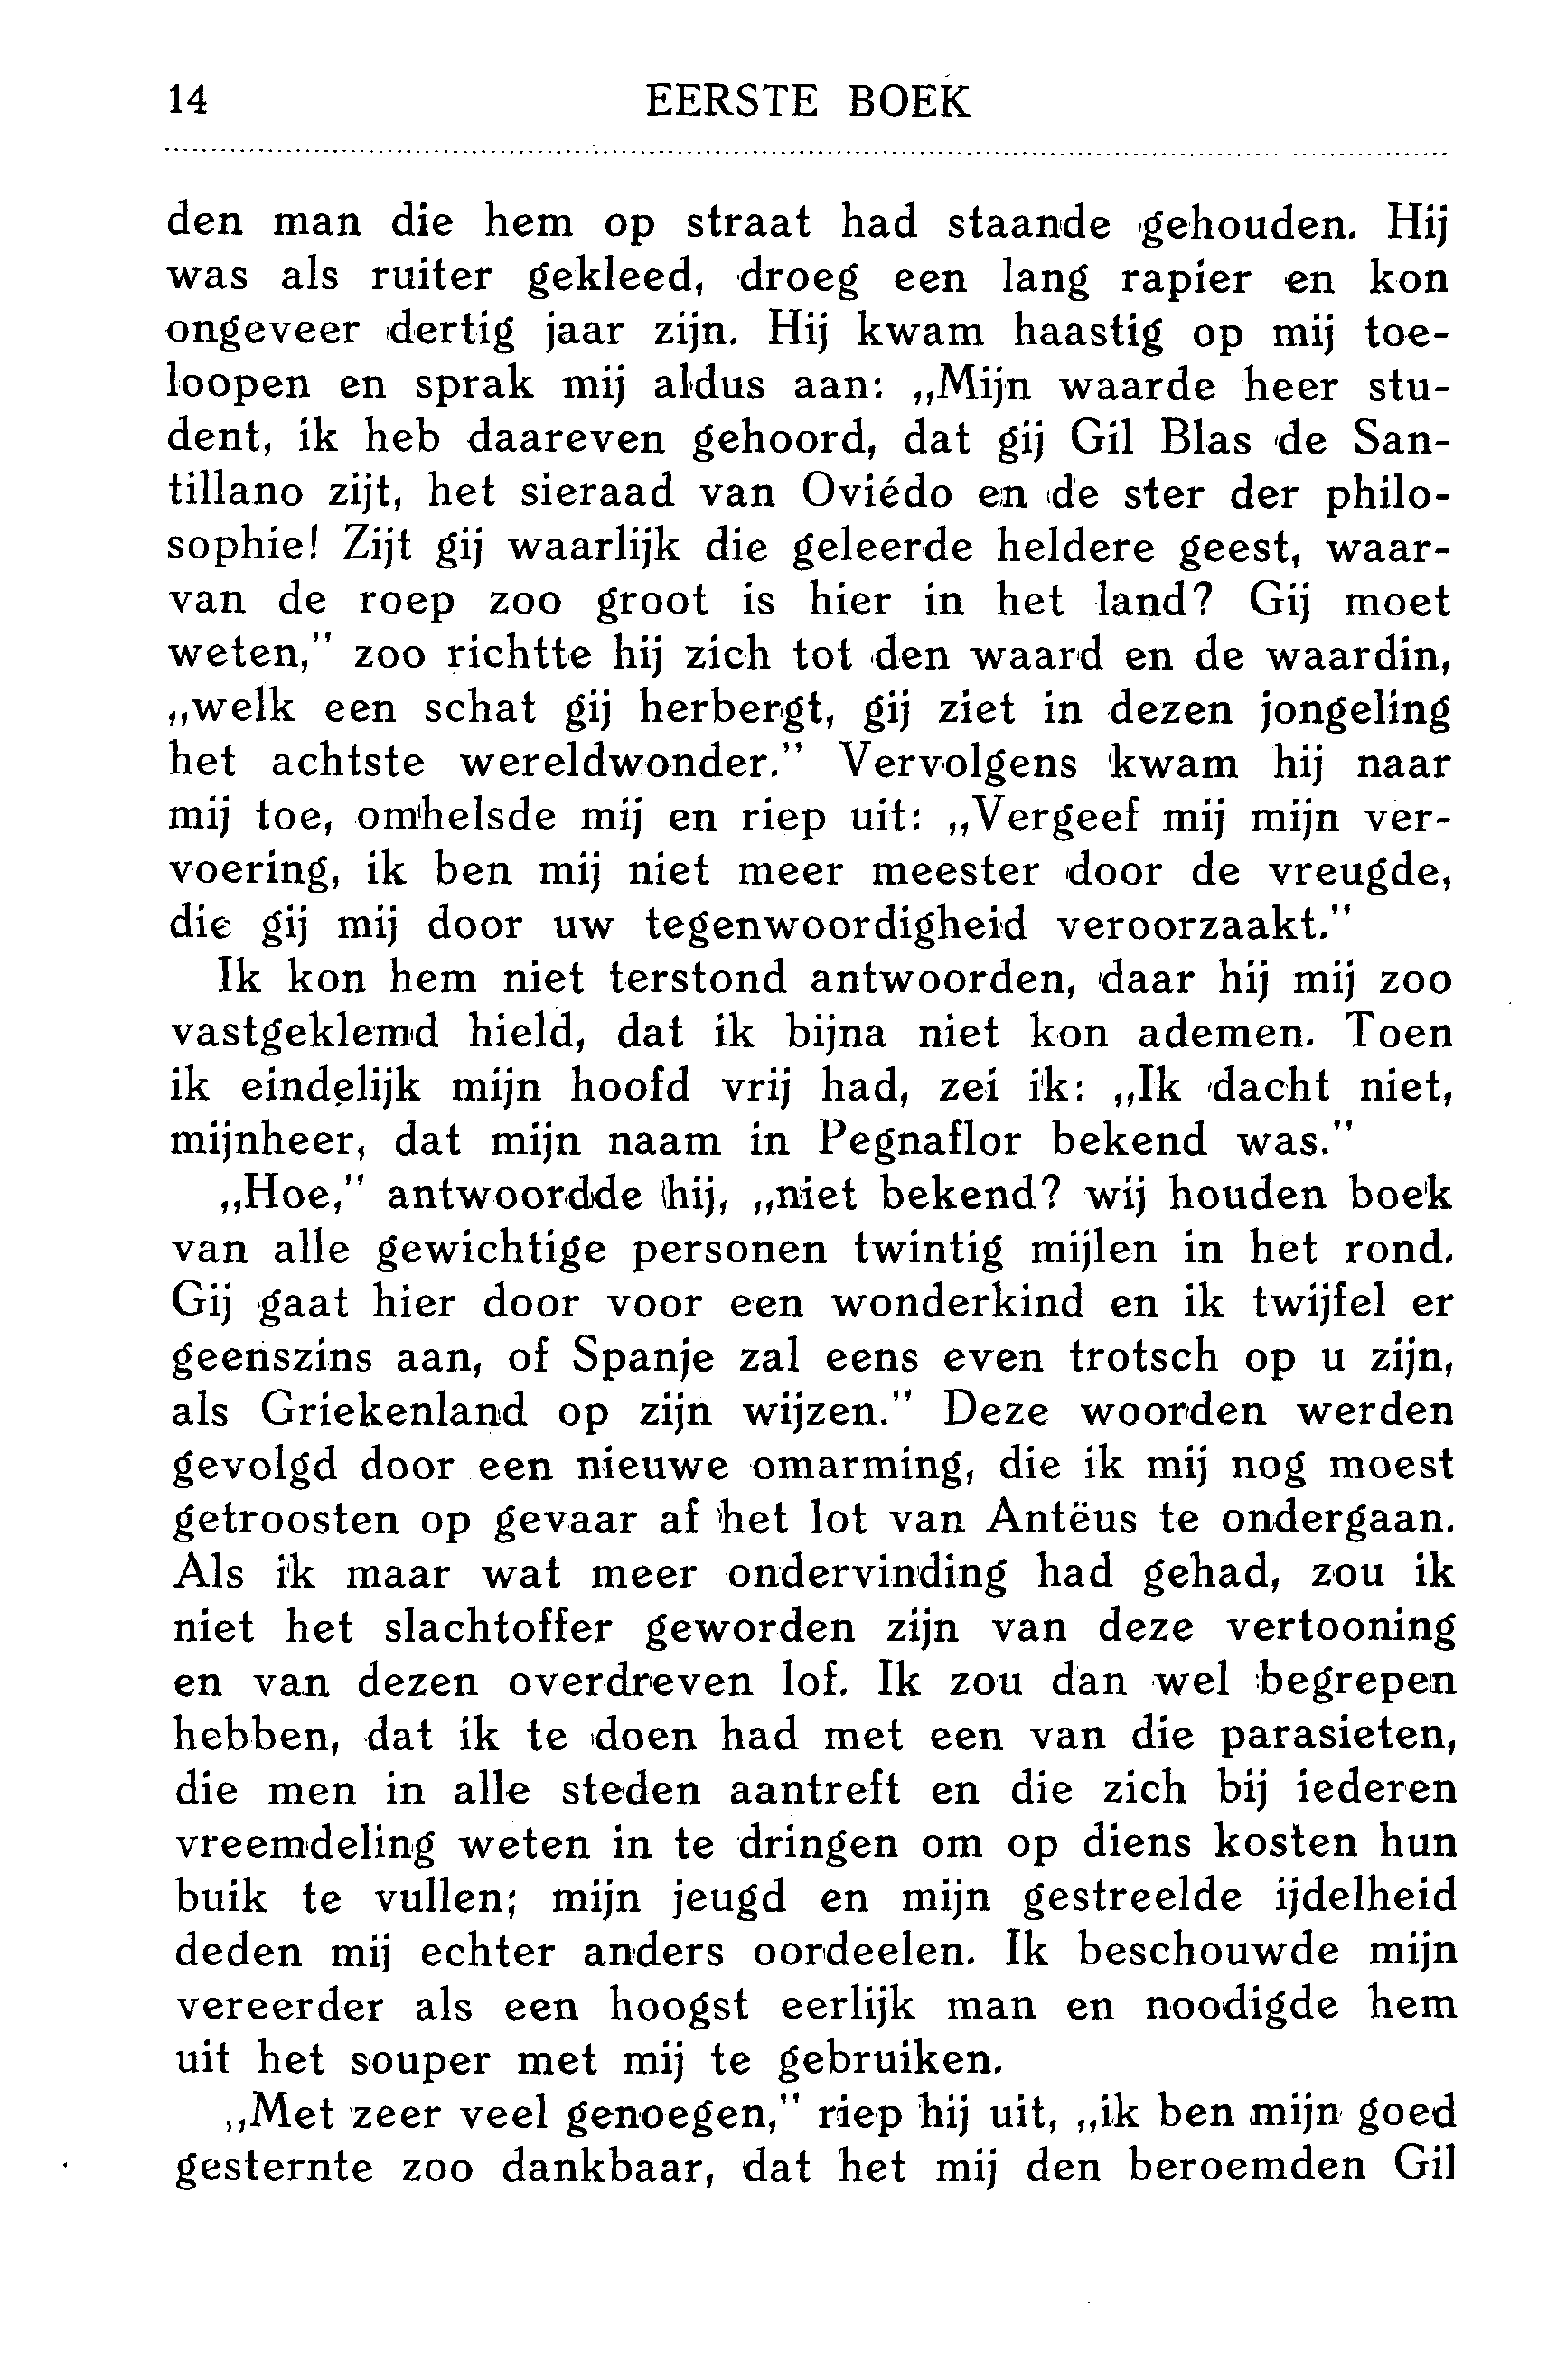 14 EERSTE BOEK
den man die hem op straat had staande gehouden. Hij
was als ruiter gekleed, droeg een lang rapier en kon
ongeveer dertig jaar zijn. Hij kwam haastig op mij toe-
loopen en sprak mij aldus aan: „Mijn waarde heer stu-
dent, ik heb daareven gehoord, dat gij Gil Blas de San-
tillano zijt, het sieraad van Oviédo en de ster der philo-
sophie! Zijt gij waarlijk die geleerde heldere geest, waar-
van de roep zoo groot is hier in het land? Gij moet
weten,” zoo richtte hij zich tot den waard en de waardin,
„welk een schat gij herbergt, gij ziet in dezen jongeling
het achtste wereldwonder.” Vervolgens kwam hij naar
mij toe, omhelsde mij en riep uit: „Vergeef mij mijn ver-
voering, ik ben mij niet meer meester door de vreugde,
die gij mij door uw tegenwoordigheid veroorzaakt.”
Ik kon hem niet terstond antwoorden, daar hij mij zoo
vastgeklemd hield, dat ik bijna niet kon ademen. Toen
ik eindelijk mijn hoofd vrij had, zei ik: „Ik dacht niet,
mijnheer, dat mijn naam in Pegnaflor bekend was.”
„Hoe,” antwoordde hij, „niet bekend? wij houden boek
van alle gewichtige personen twintig mijlen in het rond.
Gij gaat hier door voor een wonderkind en ik twijfel er
geenszins aan, of Spanje zal eens even trotsch op u zijn,
als Griekenland op zijn wijzen.” Deze woorden werden
gevolgd door een nieuwe omarming, die ik mij nog moest
getroosten op gevaar af het lot van Antëus te ondergaan.
Als ik maar wat meer ondervinding had gehad, zou ik
niet het slachtoffer geworden zijn van deze vertooning
en van dezen overdreven lof. Ik zou dan wel begrepen
hebben, dat ik te doen had met een van die parasieten,
die men in alle steden aantreft en die zich bij iederen
vreemdeling weten in te dringen om op diens kosten hun
buik te vullen; mijn jeugd en mijn gestreelde ijdelheid
deden mij echter anders oordeelen. Ik beschouwde mijn
vereerder als een hoogst eerlijk man en noodigde hem
uit het souper met mij te gebruiken.
„Met zeer veel genoegen,” riep hij uit, „ik ben mijn goed
gesternte zoo dankbaar, dat het mij den beroemden Gil